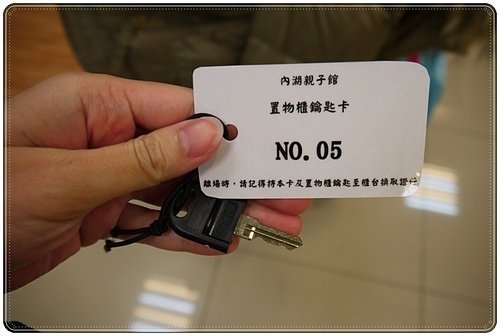 內湖親子館
置物櫃鑰匙卡
NO. 05
離場時，請記得持本卡及置物櫃鑰匙至櫃台換取證件